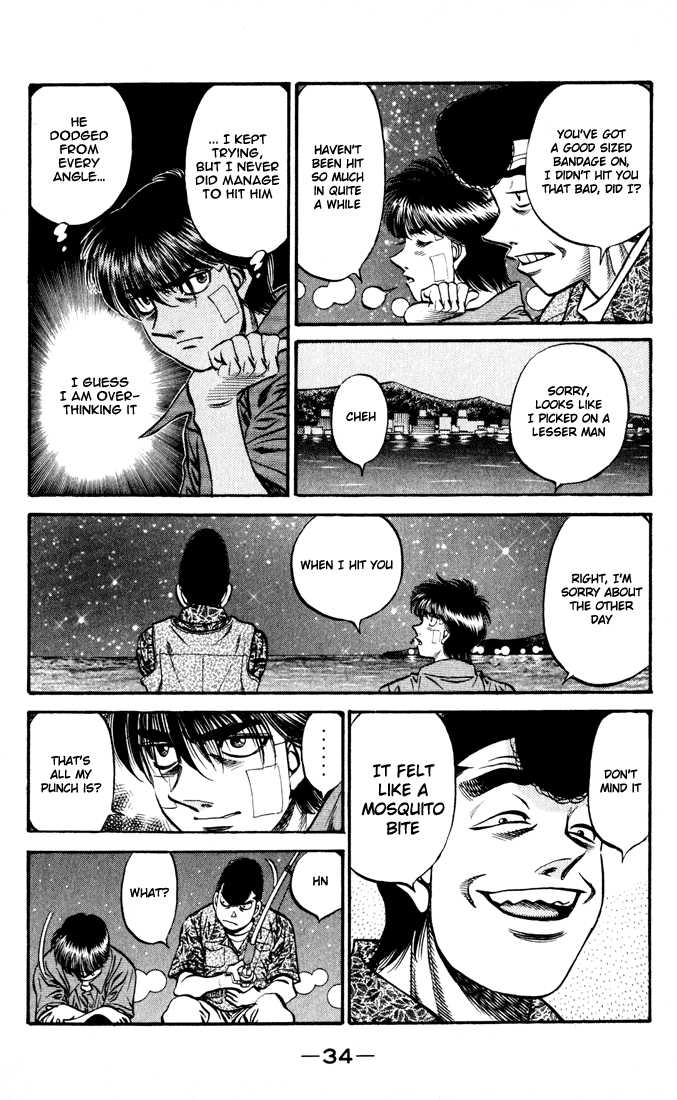 YOU'VE GOT
A GOOD SIZED
BANDAGE ON,
I DIDN'T HIT YOU
THAT BAD, DID I?
HAVEN'T
BEEN HIT
SO MUCH
IN QUITE
A WHILE
... I KEPT
TRYING,
BUT I NEVER
DID MANAGE
TO HIT HIM
HE
DODGED
FROM
EVERY
ANGLE...
I GUESS
I AM OVER-
THINKING IT
SORRY,
LOOKS LIKE
I PICKED ON A
LESSER MAN
CHEH
RIGHT, I'M
SORRY ABOUT
THE OTHER
DAY
WHEN I HIT YOU
DON'T
MIND IT
IT FELT
LIKE A
MOSQUITO
BITE
......
THAT'S
ALL MY
PUNCH IS?
HN
WHAT?
—34—